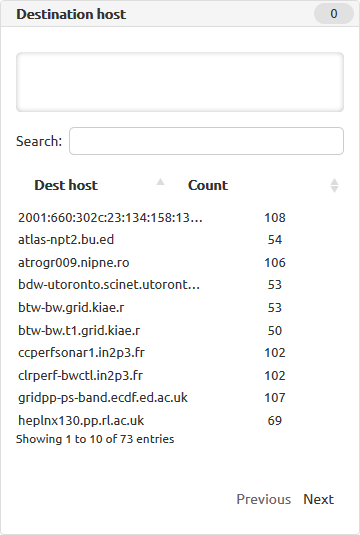 Destination host 0
Search:
Dest host Count
2001:660:302c:23:134:158:13... 108
atlas-npt2.bu.ed 54
atrogr009.nipne.ro 106
bdw-utoronto.scinet.utoront... 53
btw-bw.grid.kiae.r 53
btw-bw.t1.grid.kiae.r 50
ccperfsonar1.in2p3.fr 102
clrperf-bwctl.in2p3.fr 102
gridpp-ps-band.ecdf.ed.ac.uk 107
heplnx130.pp.rl.ac.uk 69
Showing 1 to 10 of 73 entries
Previous Next